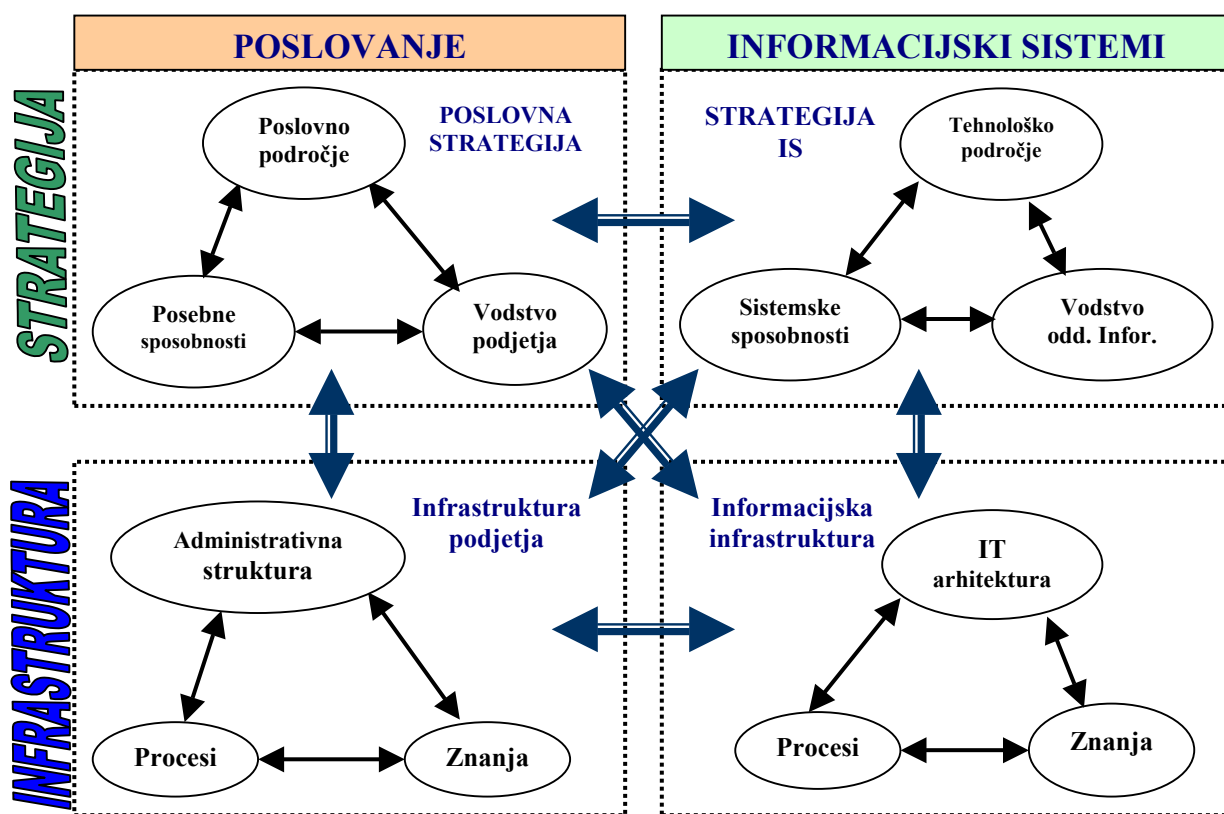 POSLOVANJE
INFORMACIJSKI SISTEMI
STRATEGIJA
Poslovno
področje
POSLOVNA
STRATEGIJA
Posebne
sposobnosti
Vodstvo
podjetja
STRATEGIJA
IS
Tehnološko
področje
Sistemske
sposobnosti
Vodstvo
odd. Infor.
INFRASTRUKTURA
Administrativna
struktura
Infrastruktura
podjetja
Procesi
Znanja
Informacijska
infrastruktura
IT
arhitektura
Procesi
Znanja